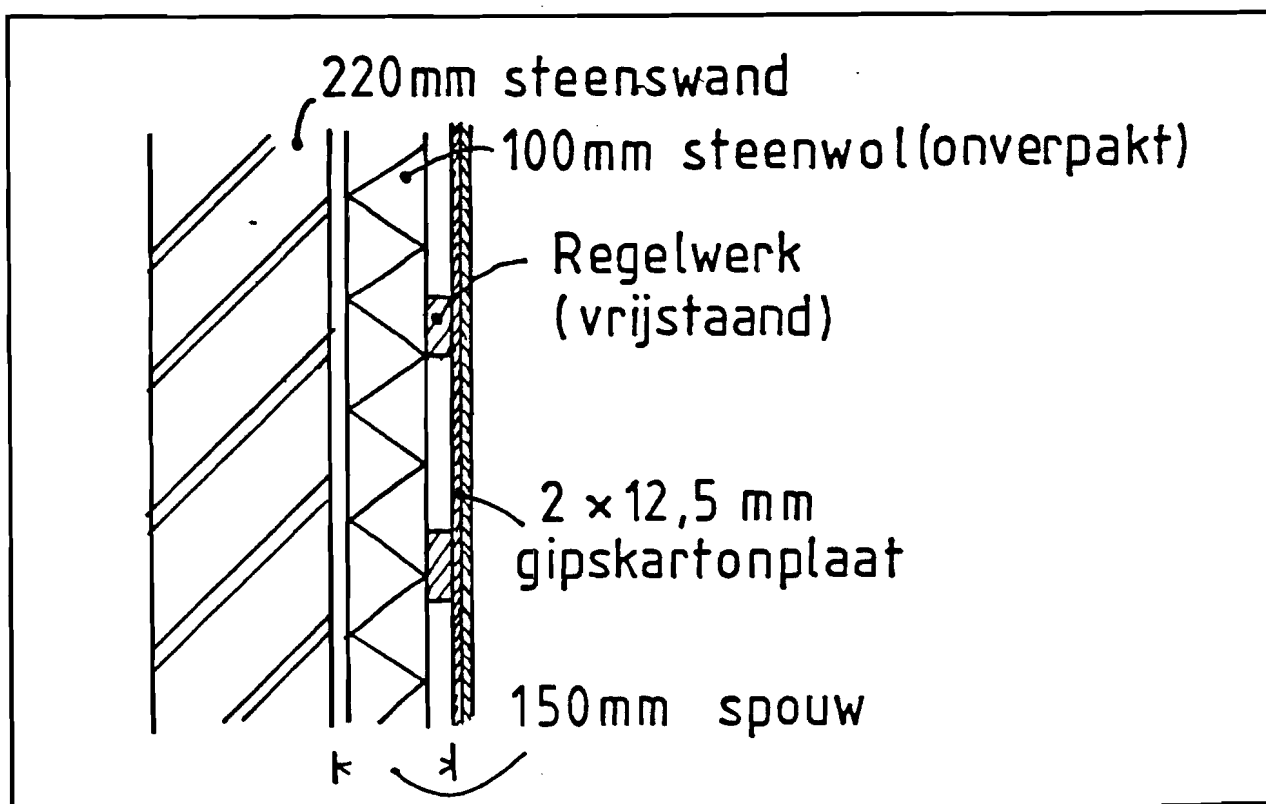 220mm steenswand
100mm steenwol(onverpakt)
Regelwerk
(vrijstaand)
2 × 12,5 mm
gipskartonplaat
150mm spouw